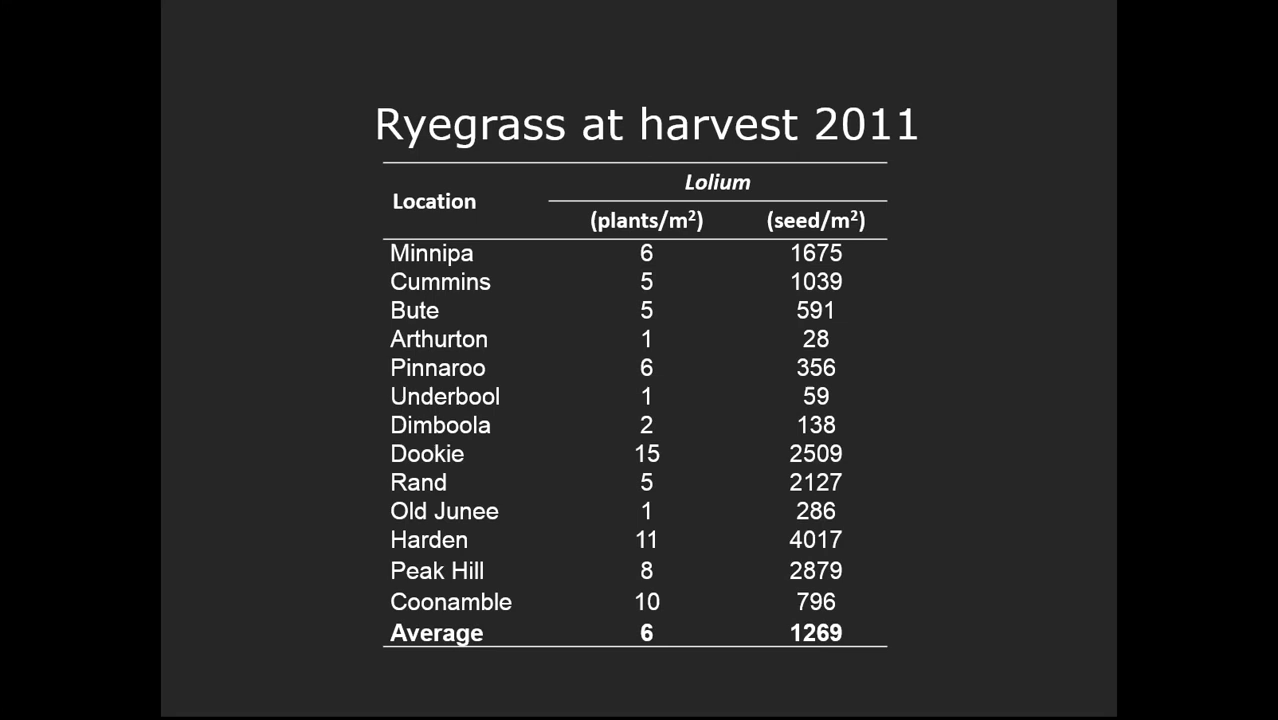 Ryegrass at harvest 2011
Location Lolium
(plants/m²) (seed/m²)
Minnipa 6 1675
Cummins 5 1039
Bute 5 591
Arthurton 1 28
Pinnaroo 6 356
Underbool 1 59
Dimboola 2 138
Dookie 15 2509
Rand 5 2127
Old Junee 1 286
Harden 11 4017
Peak Hill 8 2879
Coonamble 10 796
Average 6 1269